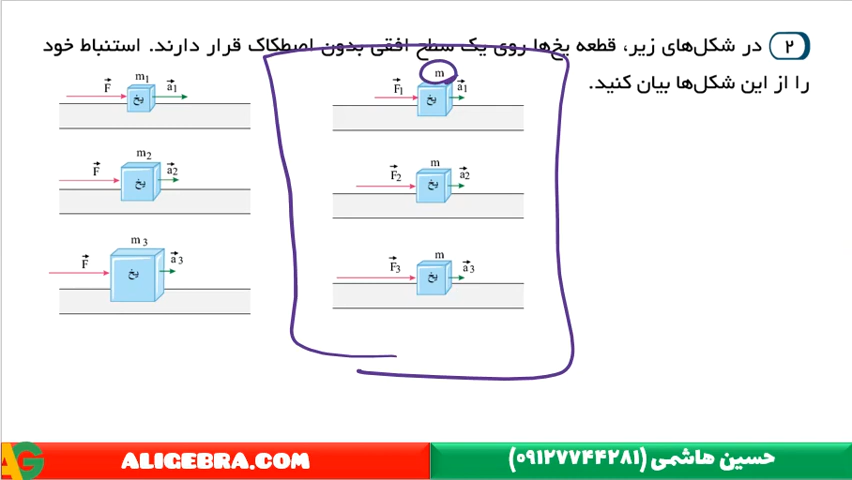 ۲ در شکل‌های زیر، قطعه یخ‌ها روی یک سطح افقی بدون اصطکاک قرار دارند. استنباط خود
را از این شکل‌ها بیان کنید.
F m1 a1
یخ
F m2 a2
یخ
F m3 a3
یخ
F1 m a1
یخ
F2 m a2
یخ
F3 m a3
یخ
AG ALIGEBRA.COM
حسین هاشمی (۰۹۱۲۷۷۴۴۲۸۱)